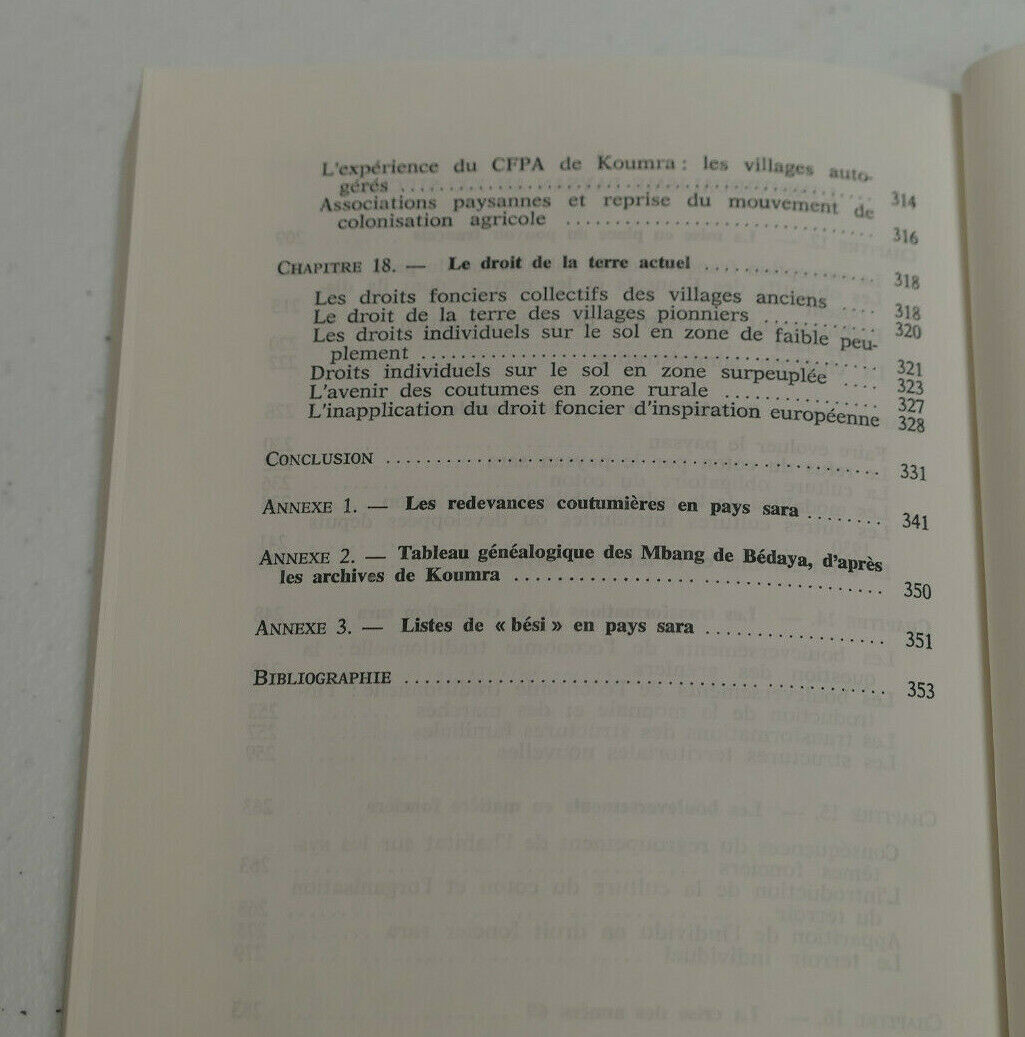 L'expérience du CFPA de Koumra : les villages auto-
gérés ........ 314
Associations paysannes et reprise du mouvement de
colonisation agricole ........ 316
CHAPITRE 18. — Le droit de la terre actuel ........ 318
Les droits fonciers collectifs des villages anciens .... 318
Le droit de la terre des villages pionniers ........ 320
Les droits individuels sur le sol en zone de faible peu-
plement ........ 321
Droits individuels sur le sol en zone surpeuplée .... 323
L'avenir des coutumes en zone rurale ........ 327
L'inapplication du droit foncier d'inspiration européenne 328
CONCLUSION ........ 331
ANNEXE 1. — Les redevances coutumières en pays sara ........ 341
ANNEXE 2. — Tableau généalogique des Mbang de Bédaya, d'après
les archives de Koumra ........ 350
ANNEXE 3. — Listes de « bési » en pays sara ........ 351
BIBLIOGRAPHIE ........ 353